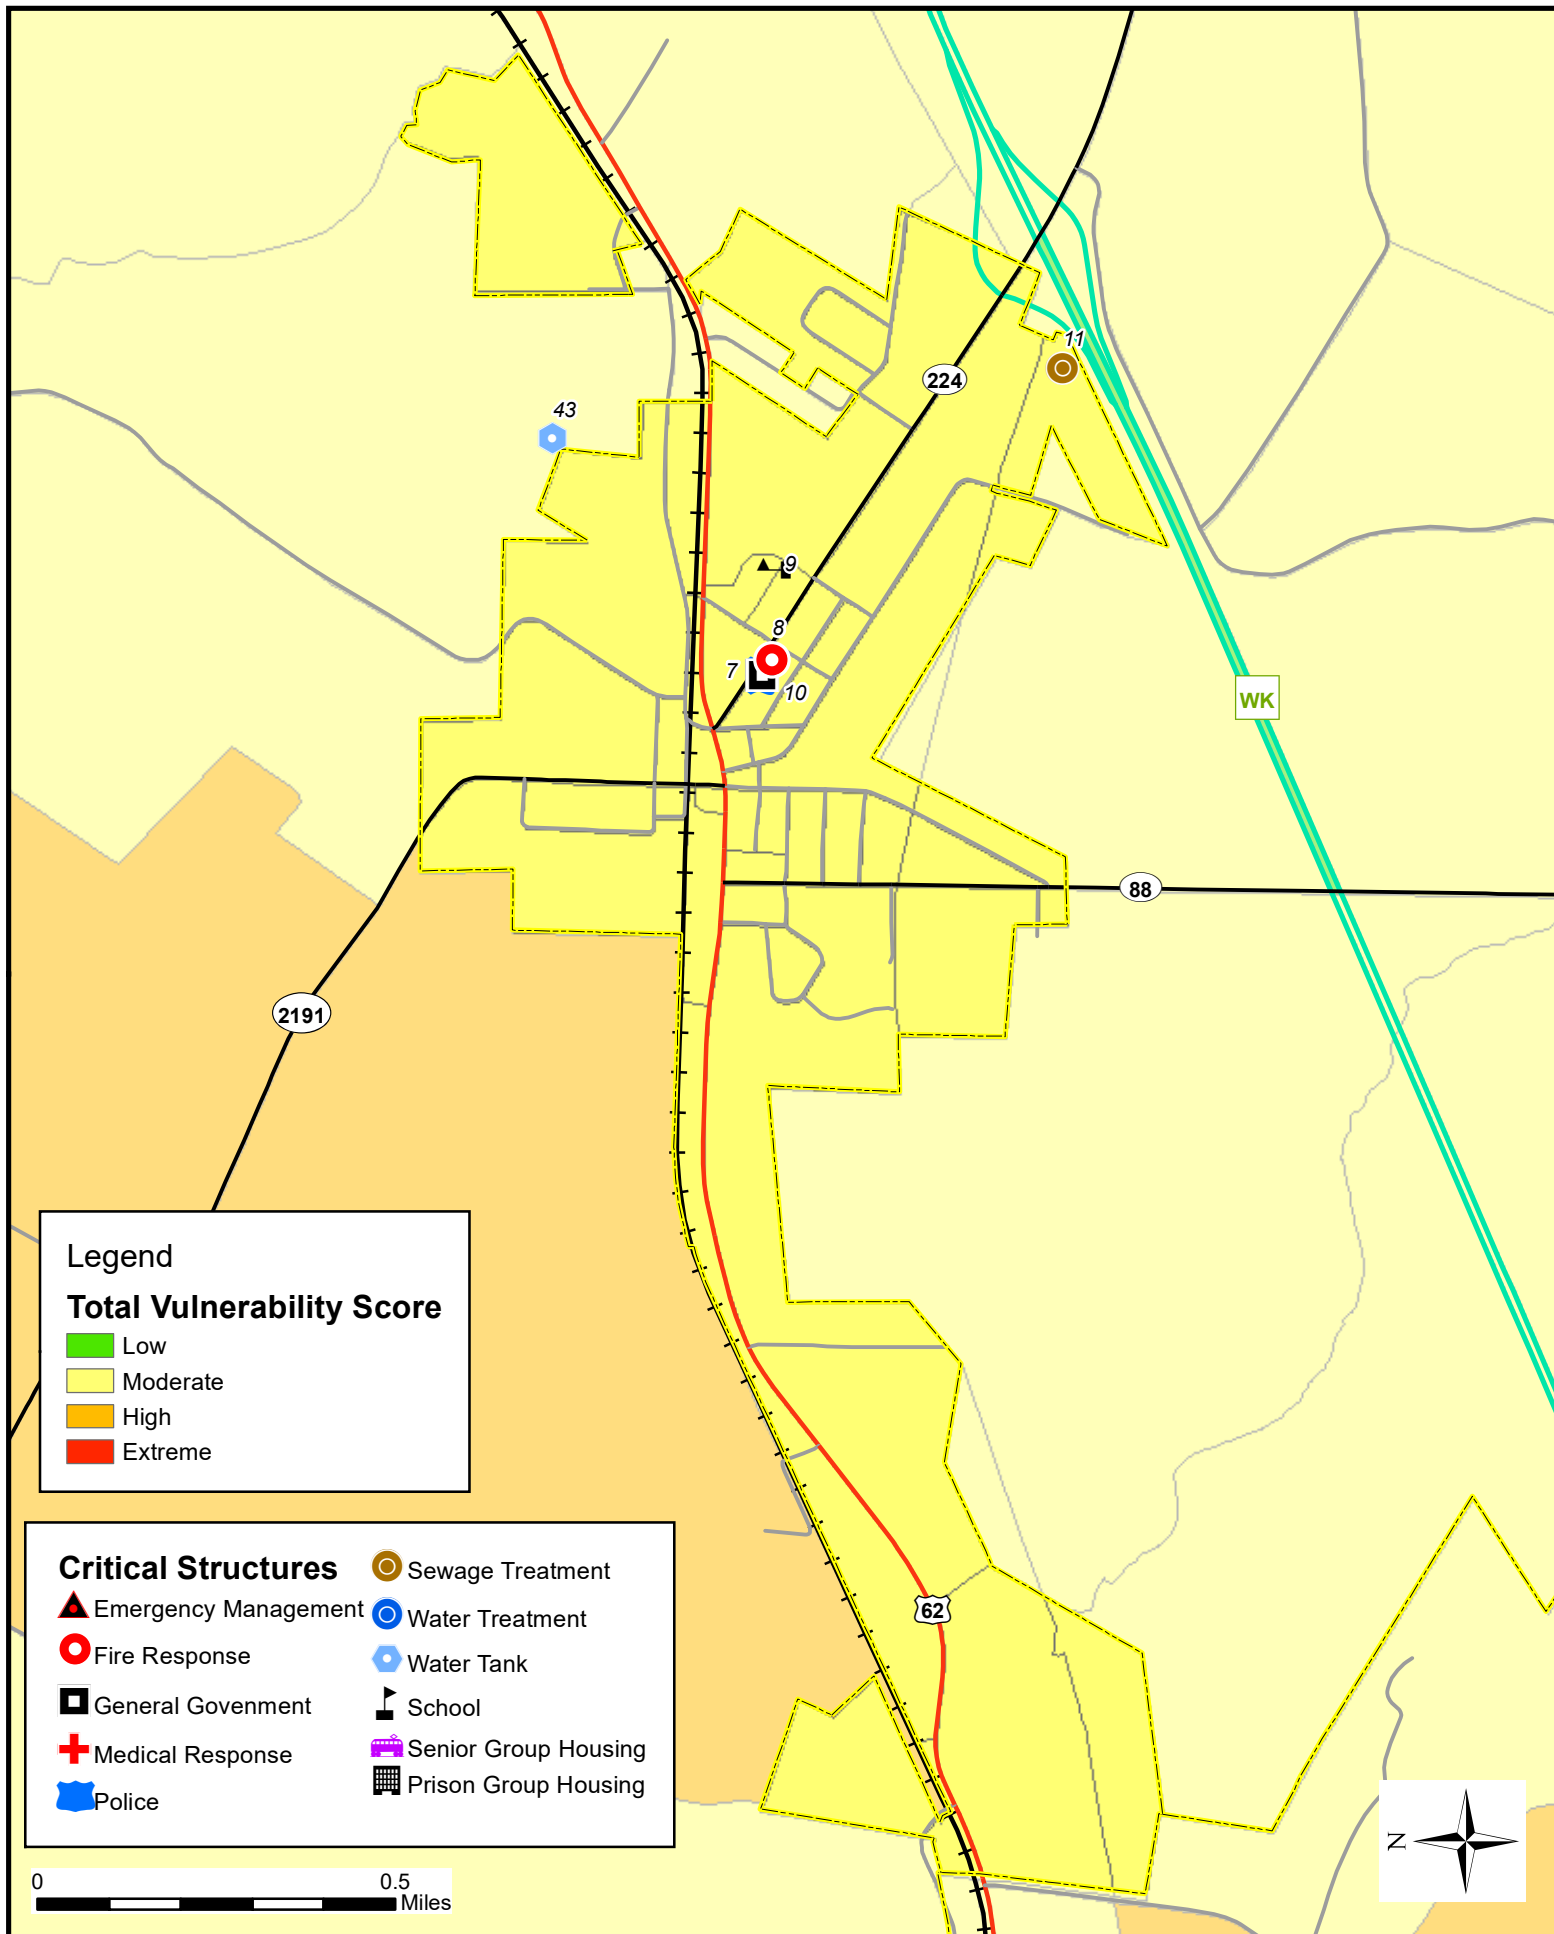 11
224
43
9
8
7
10
WK
88
2191
Legend
Total Vulnerability Score
Low
Moderate
High
Extreme
Critical Structures
Emergency Management
Fire Response
General Govenment
Medical Response
Police
Sewage Treatment
Water Treatment
Water Tank
School
Senior Group Housing
Prison Group Housing
62
N
0 0.5
Miles